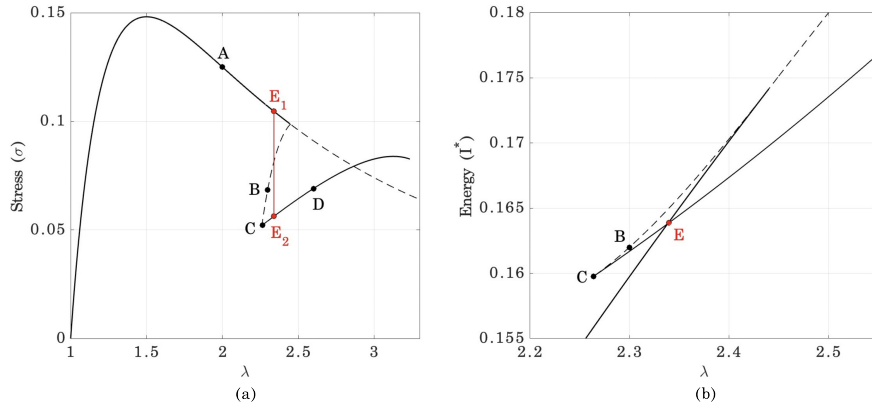 0.15
0.1
0.05
0
Stress (σ)
A
E1
B
C
E2
D
1
1.5
2
2.5
3
λ
(a)
0.18
0.175
0.17
0.165
0.16
0.155
Energy (I*)
B
E
C
2.2
2.3
2.4
2.5
λ
(b)